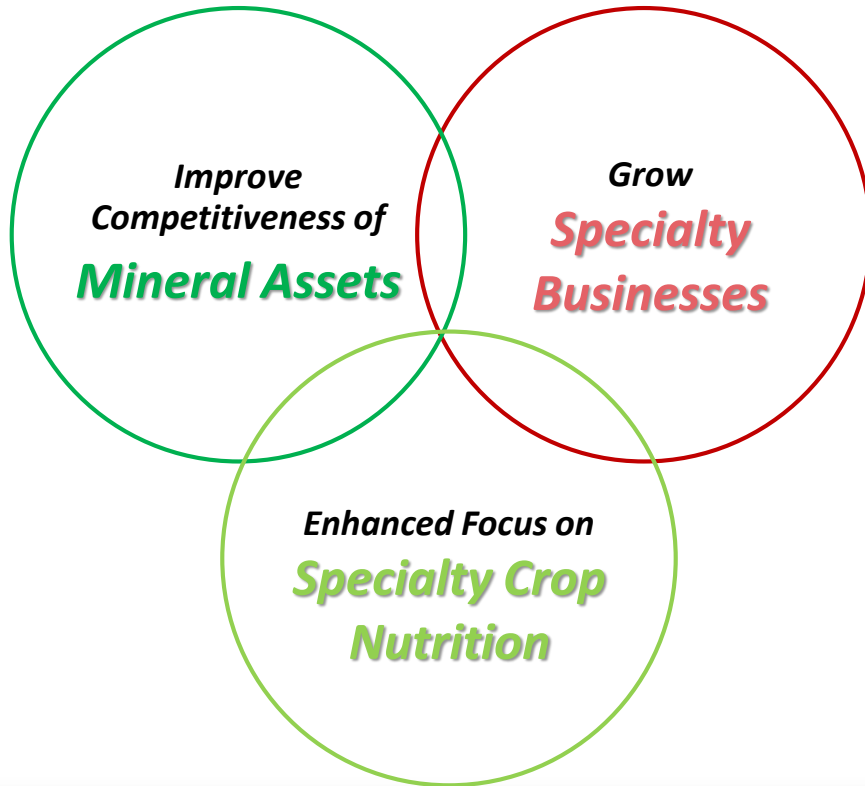 Improve
Competitiveness of
Mineral Assets
Grow
Specialty
Businesses
Enhanced Focus on
Specialty Crop
Nutrition